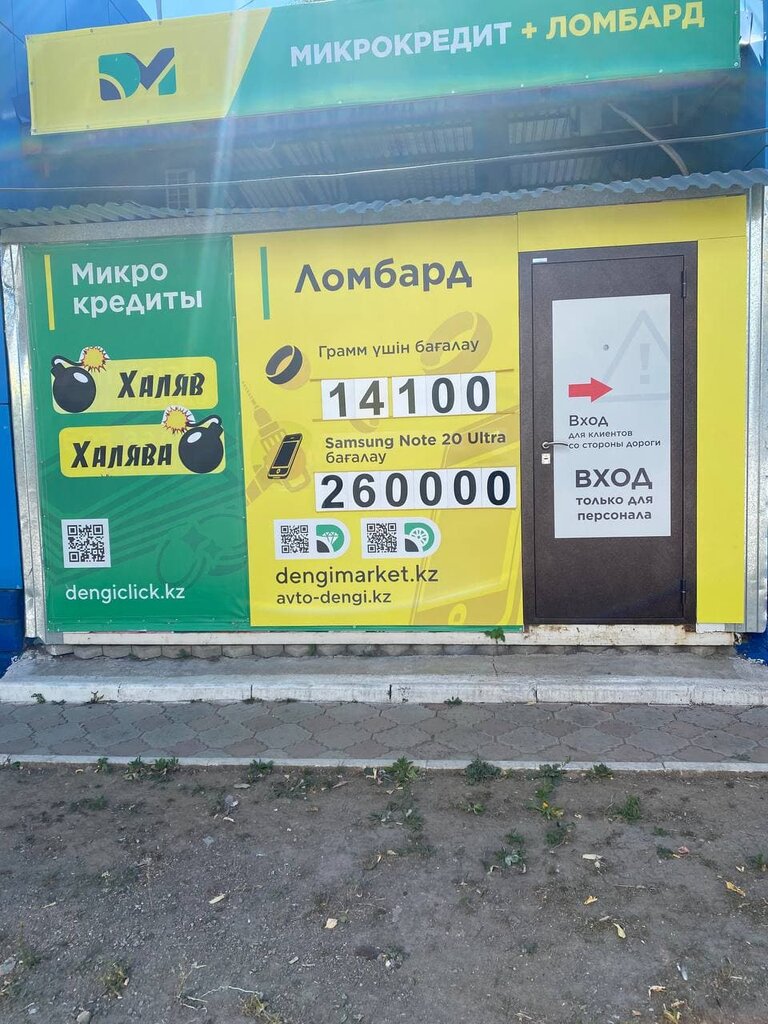 МИКРОКРЕДИТ + ЛОМБАРД
Микро
кредиты
Халяв
Халява
dengiclick.kz
Ломбард
Грамм үшін бағалау
14100
Samsung Note 20 Ultra
бағалау
260000
dengimarket.kz
avto-dengi.kz
Вход
для клиентов
со стороны дороги
ВХОД
только для
персонала